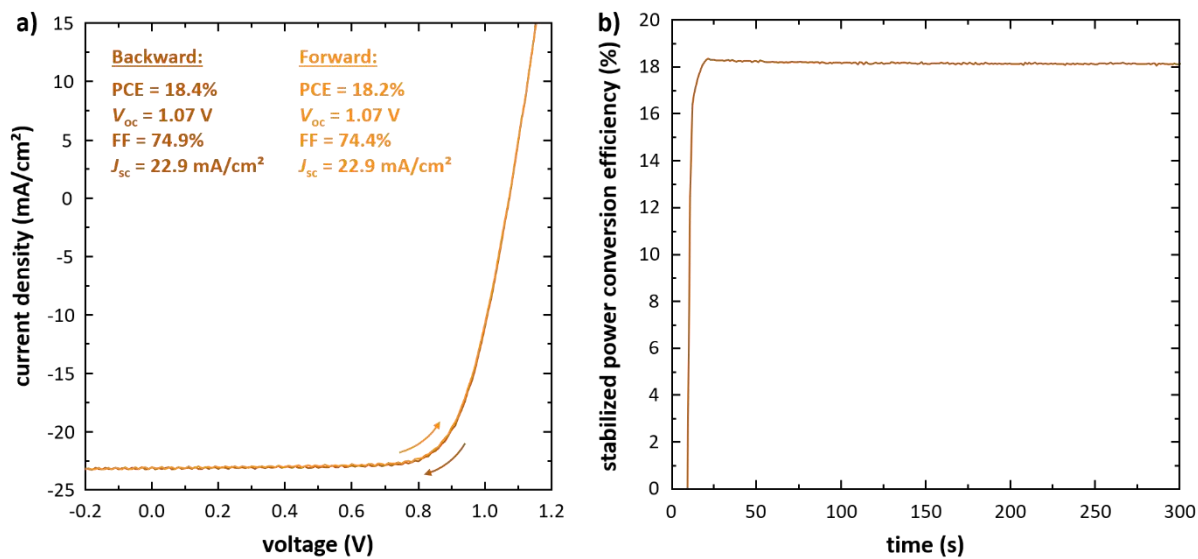 a)
Backward:
PCE = 18.4%
Voc = 1.07 V
FF = 74.9%
Jsc = 22.9 mA/cm²
Forward:
PCE = 18.2%
Voc = 1.07 V
FF = 74.4%
Jsc = 22.9 mA/cm²
current density (mA/cm²)
15
10
5
0
-5
-10
-15
-20
-25
-0.2 0.0 0.2 0.4 0.6 0.8 1.0 1.2
voltage (V)
b)
stabilized power conversion efficiency (%)
20
18
16
14
12
10
8
6
4
2
0
0 50 100 150 200 250 300
time (s)